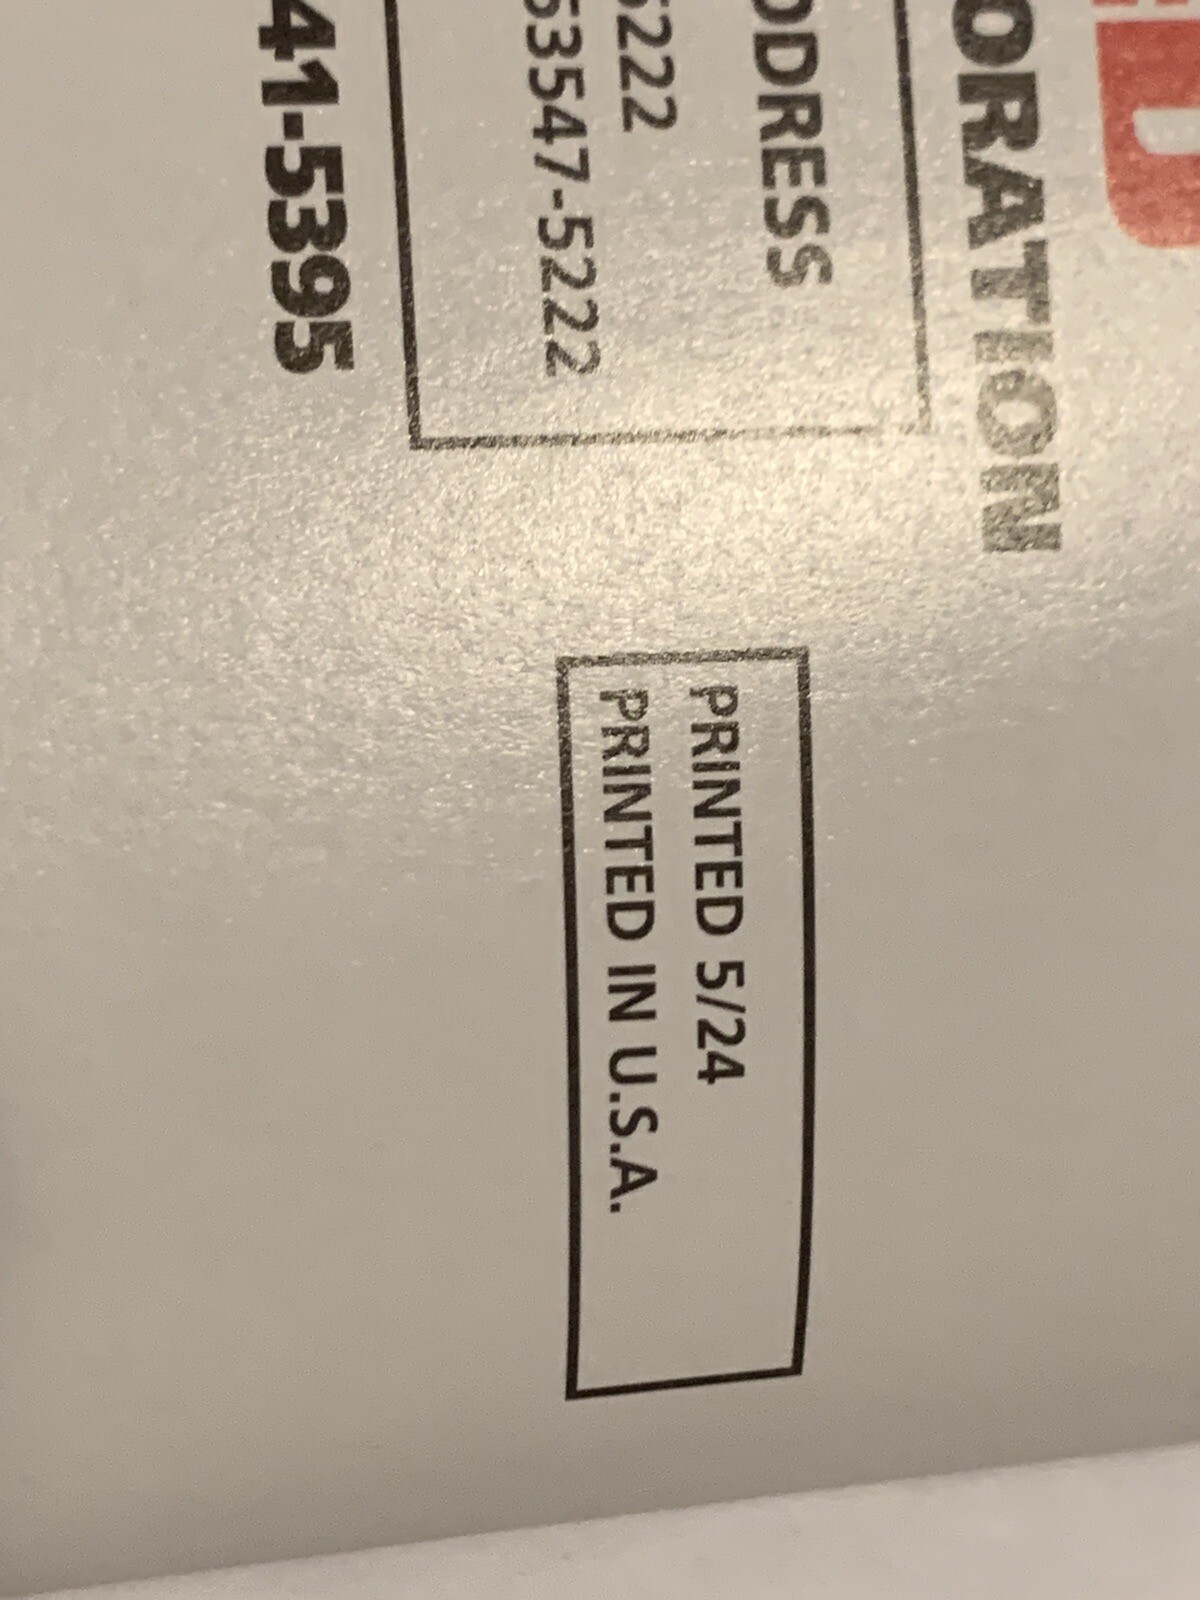 ORATION
DDRESS
5222
53547-5222
41-5395
PRINTED 5/24
PRINTED IN U.S.A.